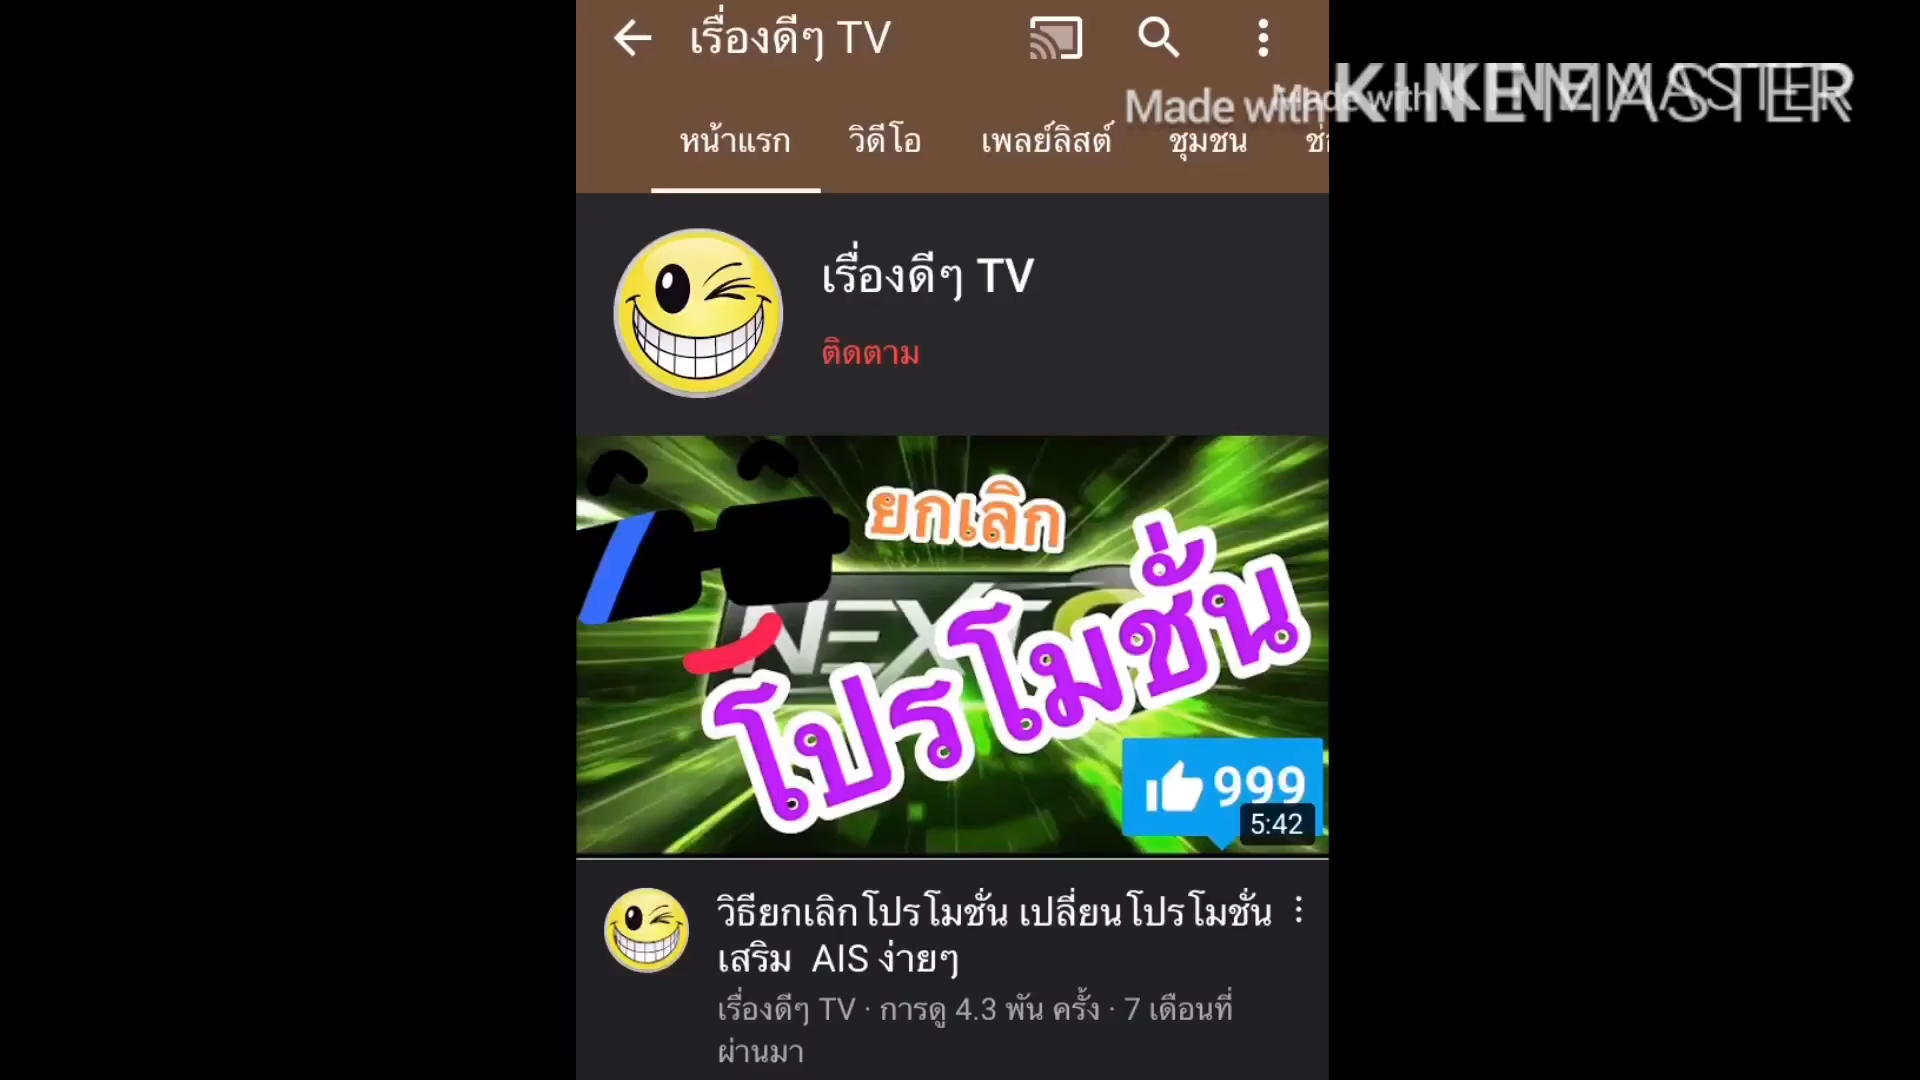 เรื่องดีๆ TV
Made with KINEMASTER
Made with KINEMASTER
หน้าแรก วิดีโอ เพลย์ลิสต์ ชุมชน
เรื่องดีๆ TV
ติดตาม
ยกเลิก
NEXT G
โปรโมชั่น
999
5:42
วิธียกเลิกโปรโมชั่น เปลี่ยนโปรโมชั่น
เสริม AIS ง่ายๆ
เรื่องดีๆ TV · การดู 4.3 พัน ครั้ง · 7 เดือนที่
ผ่านมา